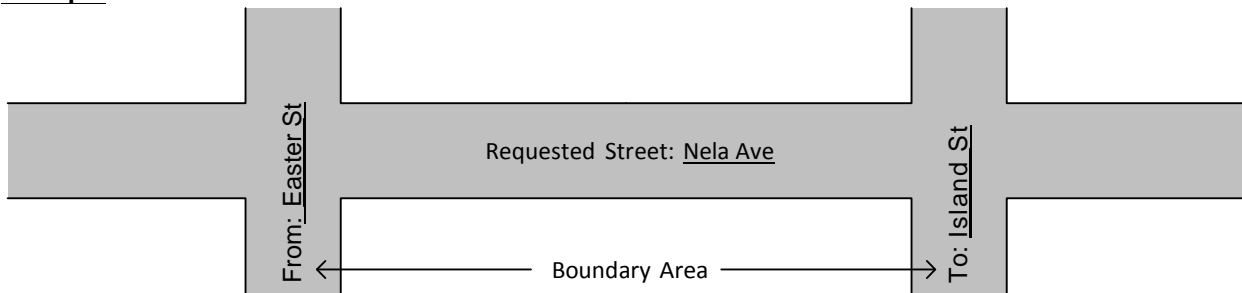 Requested Street: Nela Ave
From: Easter St
To: Island St
Boundary Area